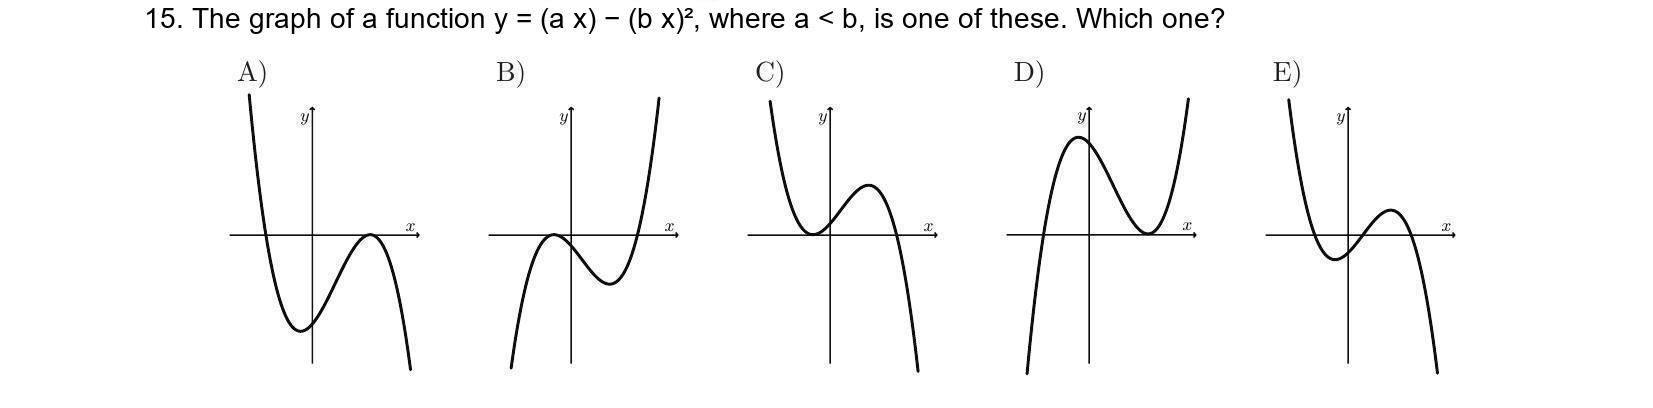 15. The graph of a function y = (a x) − (b x)², where a < b, is one of these. Which one?
A) B) C) D) E)
y y y y y
x x x x x